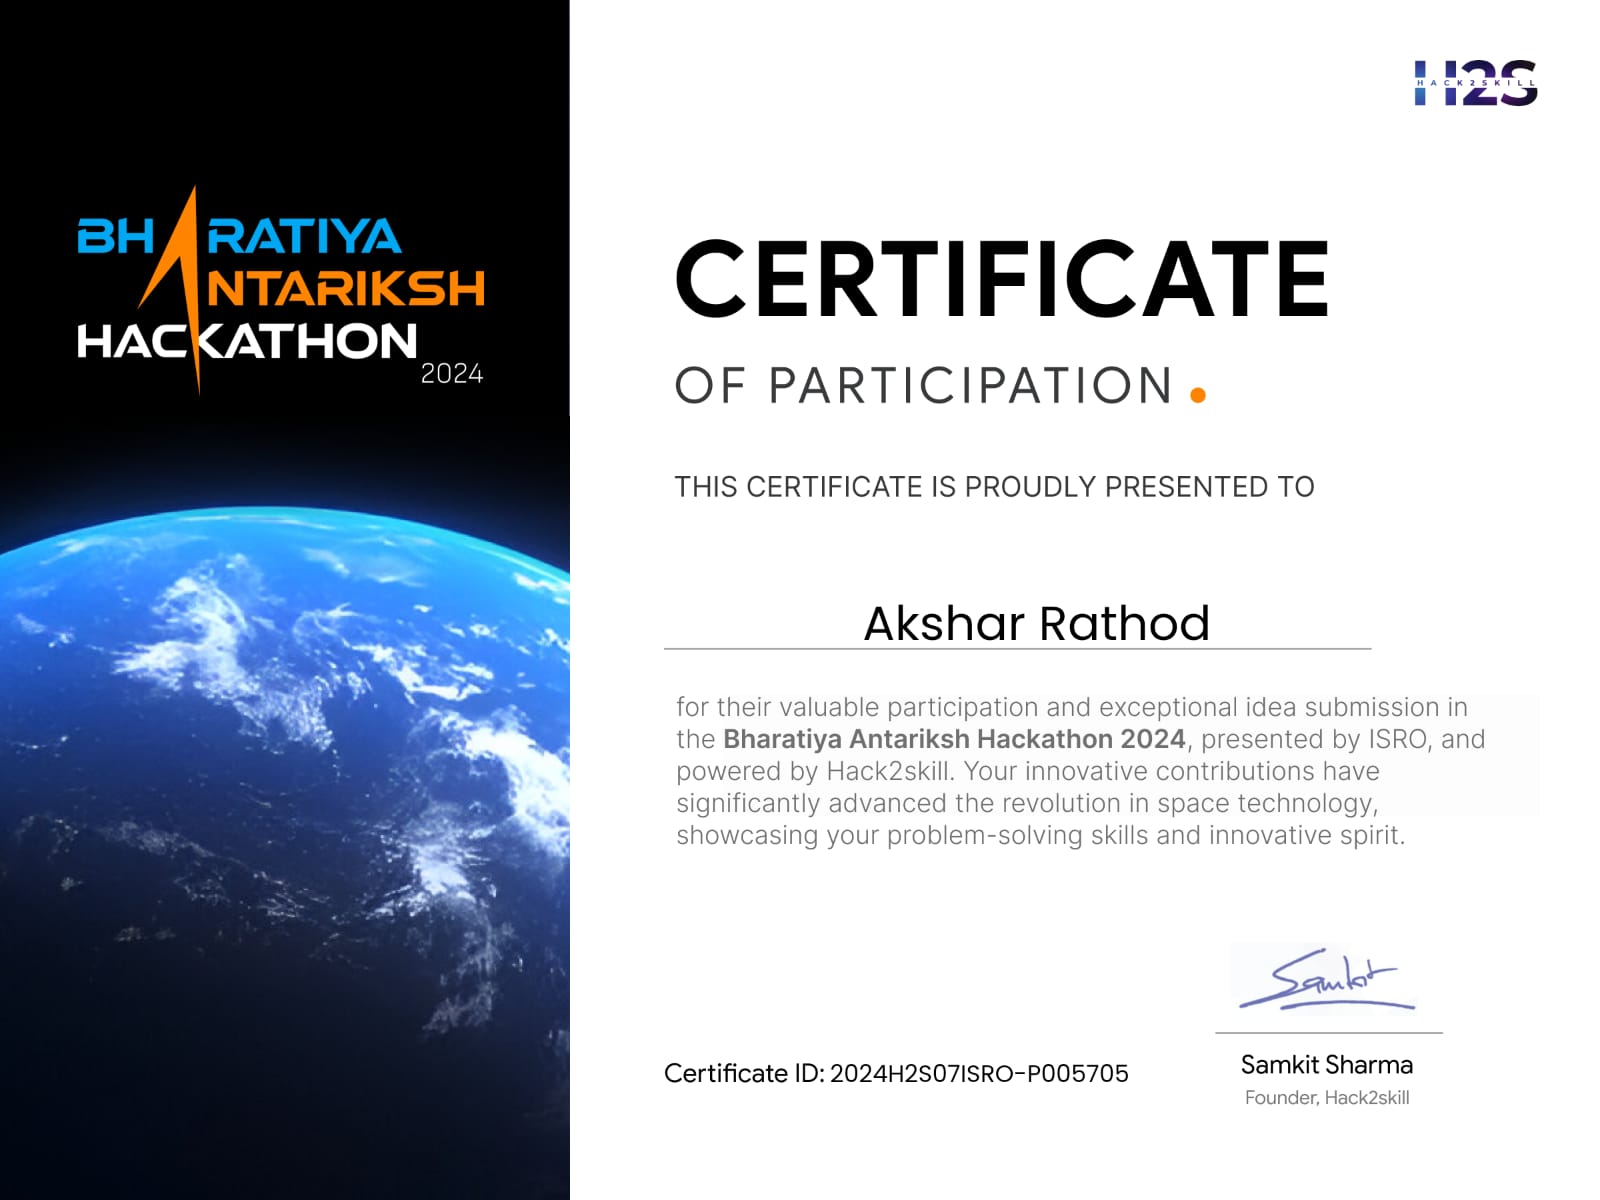 BHARATIYA
ANTARIKSH
HACKATHON
2024
H2S
HACK2SKILL
CERTIFICATE
OF PARTICIPATION.
THIS CERTIFICATE IS PROUDLY PRESENTED TO
Akshar Rathod
for their valuable participation and exceptional idea submission in
the Bharatiya Antariksh Hackathon 2024, presented by ISRO, and
powered by Hack2skill. Your innovative contributions have
significantly advanced the revolution in space technology,
showcasing your problem-solving skills and innovative spirit.
Samkit
Certificate ID: 2024H2S07ISRO-P005705
Samkit Sharma
Founder, Hack2skill